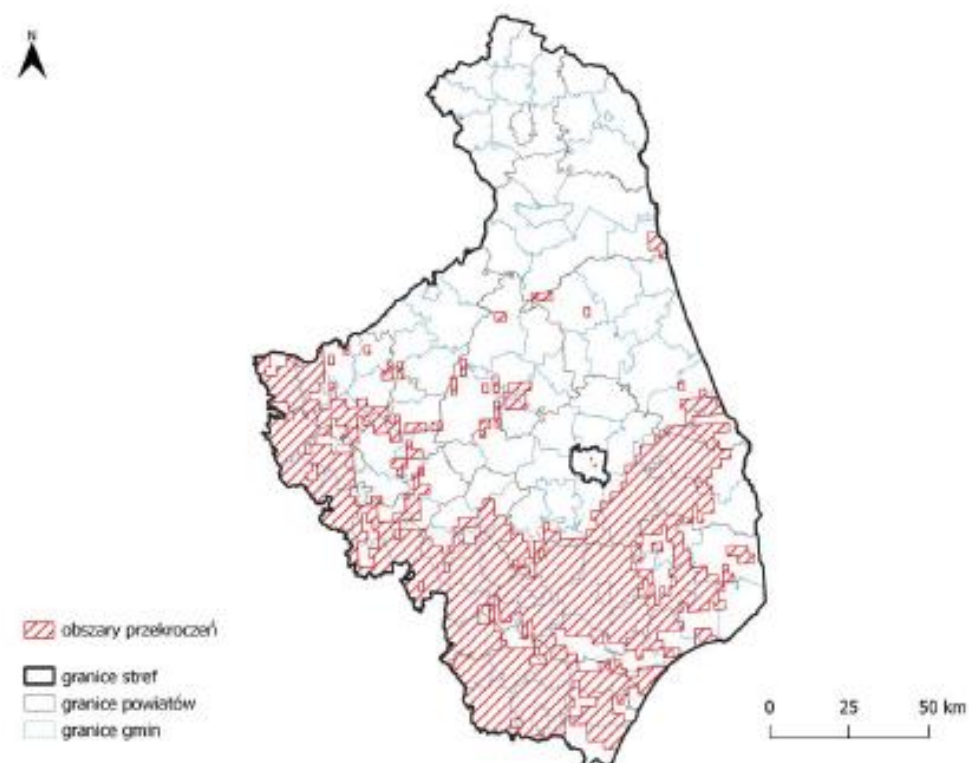 N
obszary przekroczeń
granice stref
granice powiatów
granice gmin
0 25 50 km